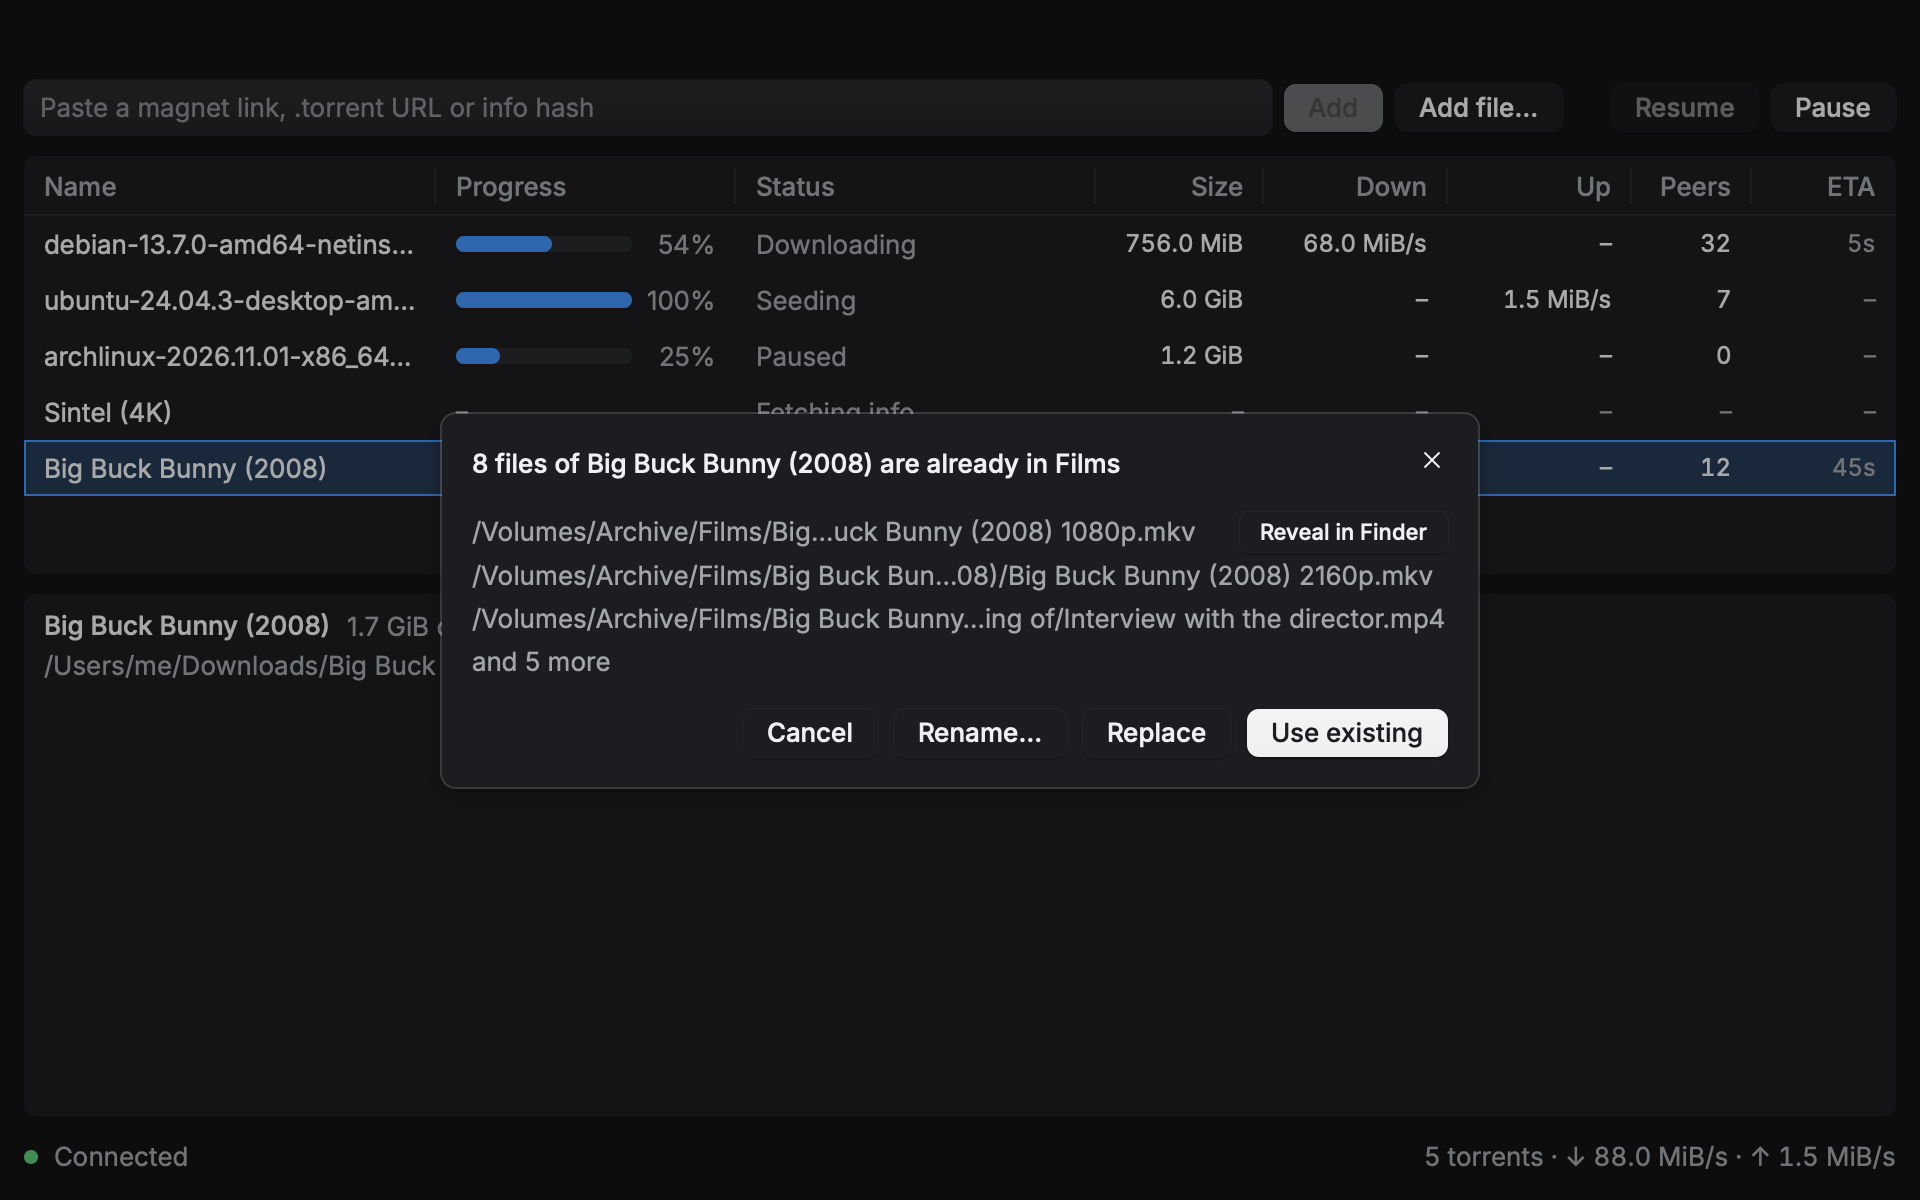 Paste a magnet link, .torrent URL or info hash Add Add file... Resume Pause
Name Progress Status Size Down Up Peers ETA
debian-13.7.0-amd64-netins... 54% Downloading 756.0 MiB 68.0 MiB/s – 32 5s
ubuntu-24.04.3-desktop-am... 100% Seeding 6.0 GiB – 1.5 MiB/s 7 –
archlinux-2026.11.01-x86_64... 25% Paused 1.2 GiB – – 0 –
Sintel (4K) – Fetching info – – – – –
Big Buck Bunny (2008) – 12 45s
8 files of Big Buck Bunny (2008) are already in Films
/Volumes/Archive/Films/Big...uck Bunny (2008) 1080p.mkv Reveal in Finder
/Volumes/Archive/Films/Big Buck Bun...08)/Big Buck Bunny (2008) 2160p.mkv
/Volumes/Archive/Films/Big Buck Bunny...ing of/Interview with the director.mp4
and 5 more
Cancel Rename... Replace Use existing
Big Buck Bunny (2008) 1.7 GiB
/Users/me/Downloads/Big Buck
Connected 5 torrents · ↓ 88.0 MiB/s · ↑ 1.5 MiB/s